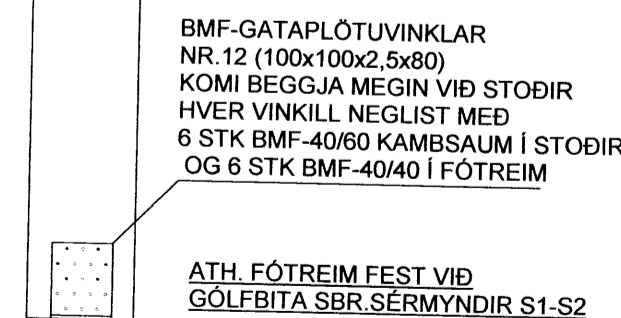 BMF-GATAPLÖTUVINKLAR
NR.12 (100x100x2,5x80)
KOMI BEGGJA MEGIN VIÐ STOÐIR
HVER VINKILL NEGLIST MEÐ
6 STK BMF-40/60 KAMBSAUM Í STOÐIR
OG 6 STK BMF-40/40 Í FÓTREIM
ATH. FÓTREIM FEST VIÐ
GÓLFBITA SBR.SÉRMYNDIR S1-S2